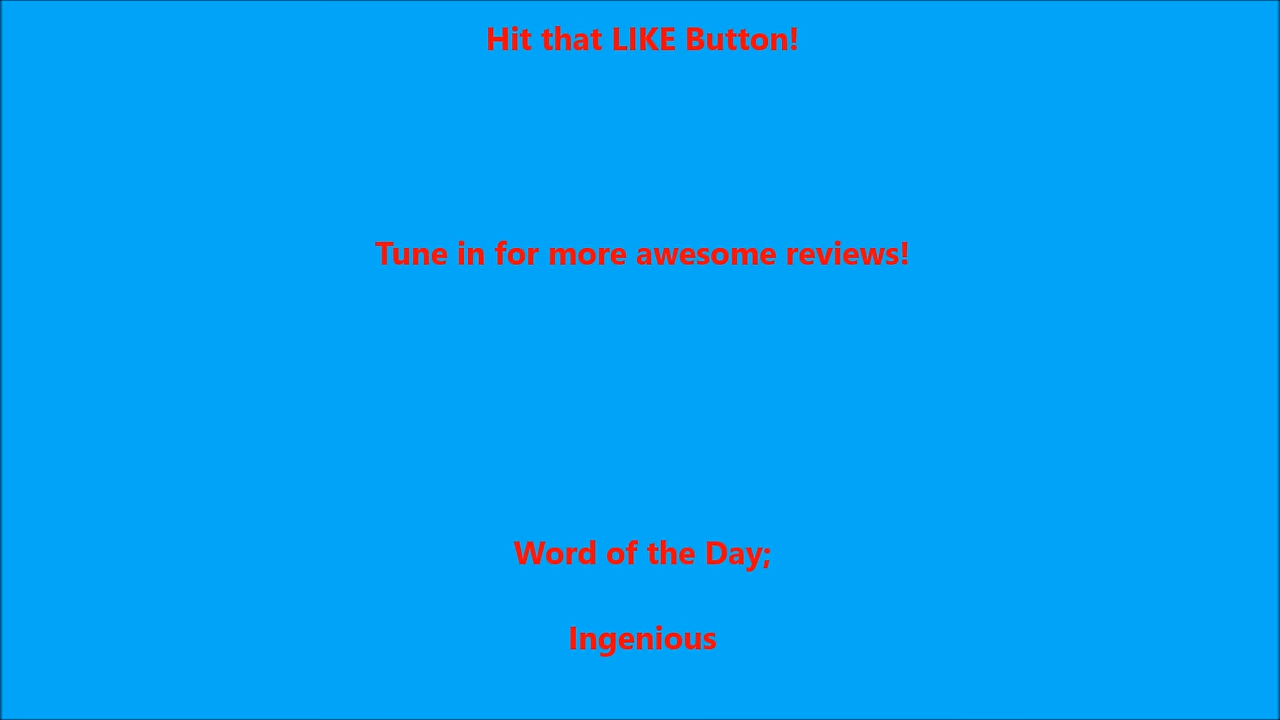 Hit that LIKE Button!
Tune in for more awesome reviews!
Word of the Day;
Ingenious